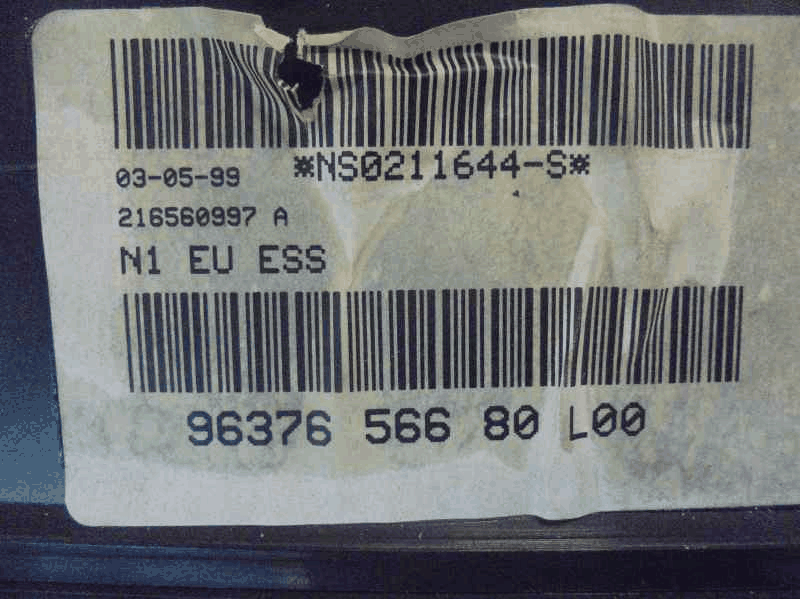 03-05-99 *NS0211644-S*
216560997 A
N1 EU ESS
96376 566 80 L00